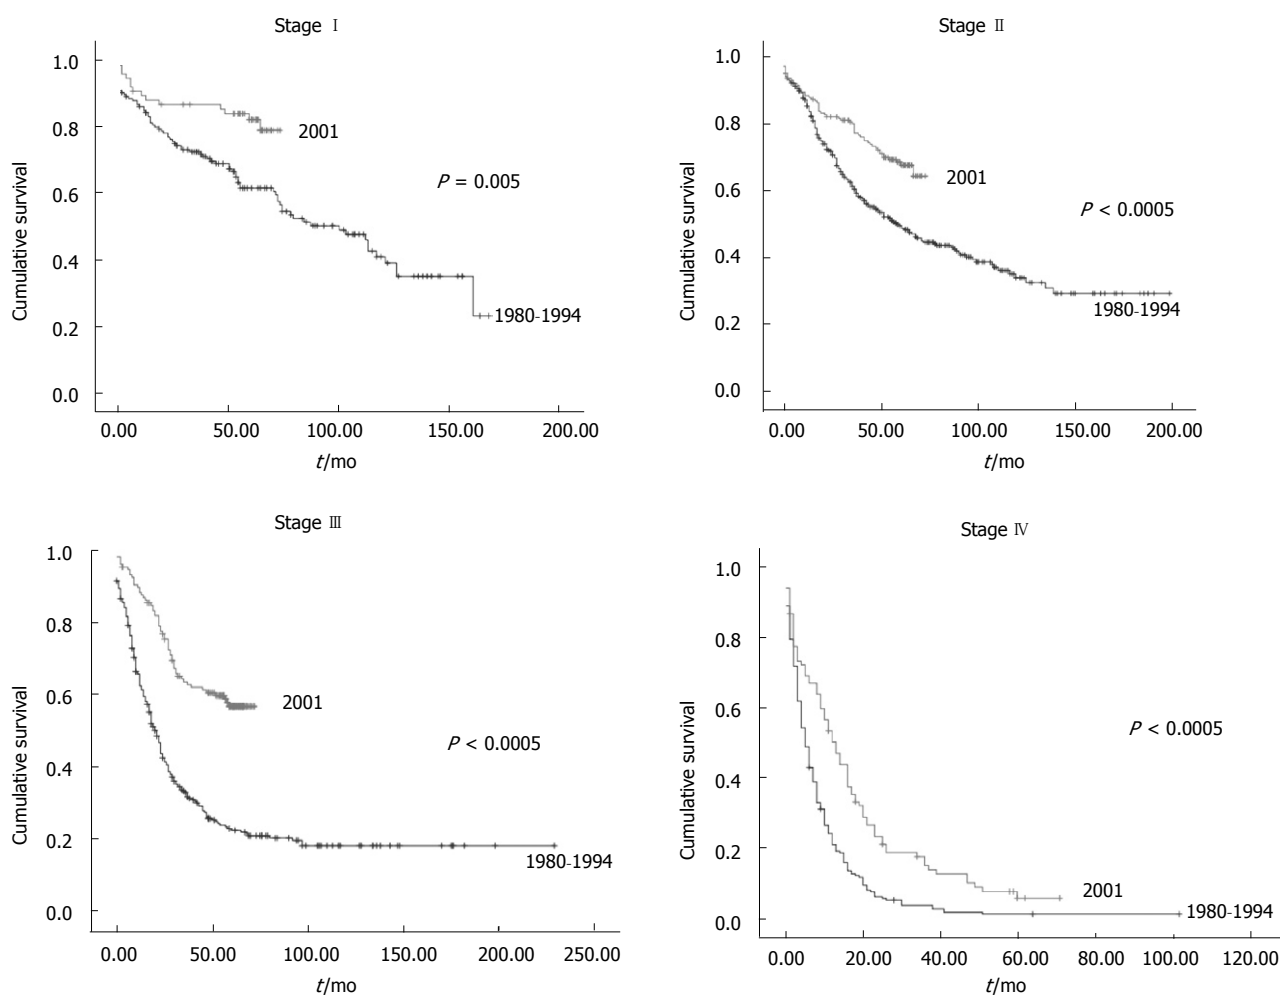 Stage Ⅰ
1.0
0.8
0.6
0.4
0.2
0.0
Cumulative survival
2001
P = 0.005
1980-1994
0.00 50.00 100.00 150.00 200.00
t/mo
Stage Ⅱ
1.0
0.8
0.6
0.4
0.2
0.0
Cumulative survival
2001
P < 0.0005
1980-1994
0.00 50.00 100.00 150.00 200.00
t/mo
Stage Ⅲ
1.0
0.8
0.6
0.4
0.2
0.0
Cumulative survival
2001
P < 0.0005
1980-1994
0.00 50.00 100.00 150.00 200.00 250.00
t/mo
Stage Ⅳ
1.0
0.8
0.6
0.4
0.2
0.0
Cumulative survival
P < 0.0005
2001
1980-1994
0.00 20.00 40.00 60.00 80.00 100.00 120.00
t/mo